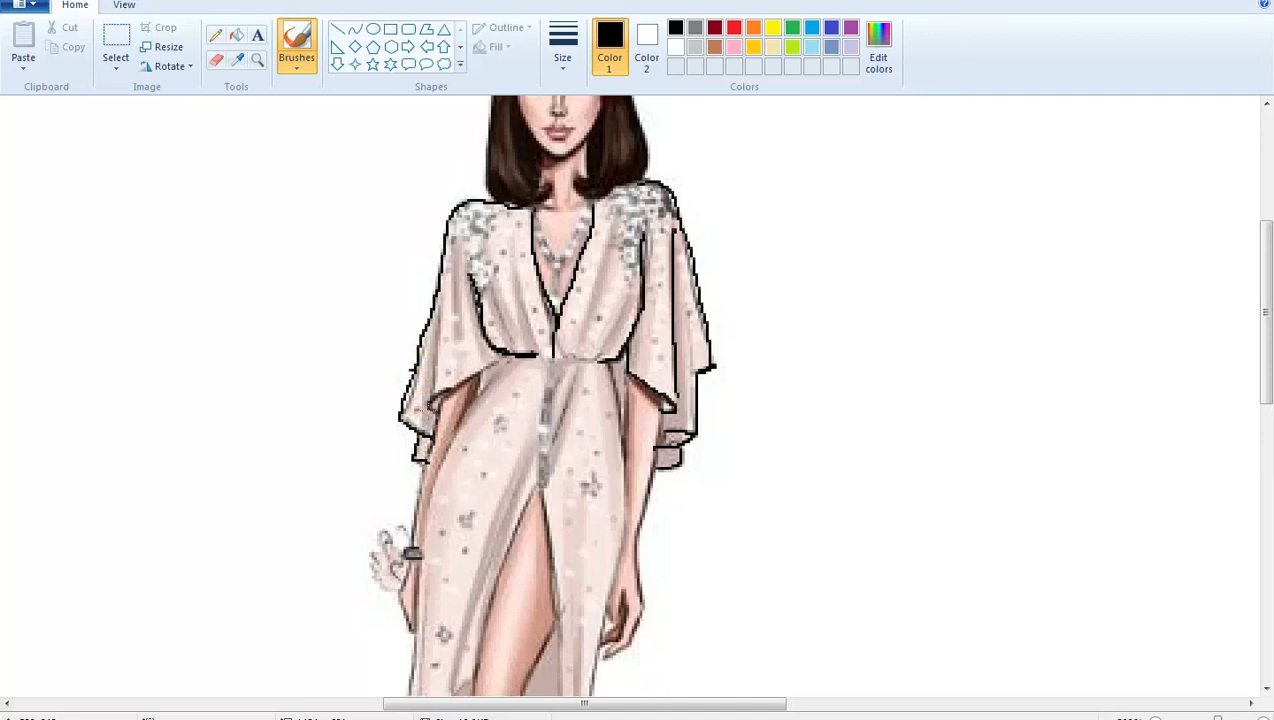 Home View
Paste
Cut
Copy
Clipboard
Select
Crop
Resize
Rotate
Image
A
Tools
Brushes
Outline
Fill
Shapes
Size
Color 1
Color 2
Edit colors
Colors